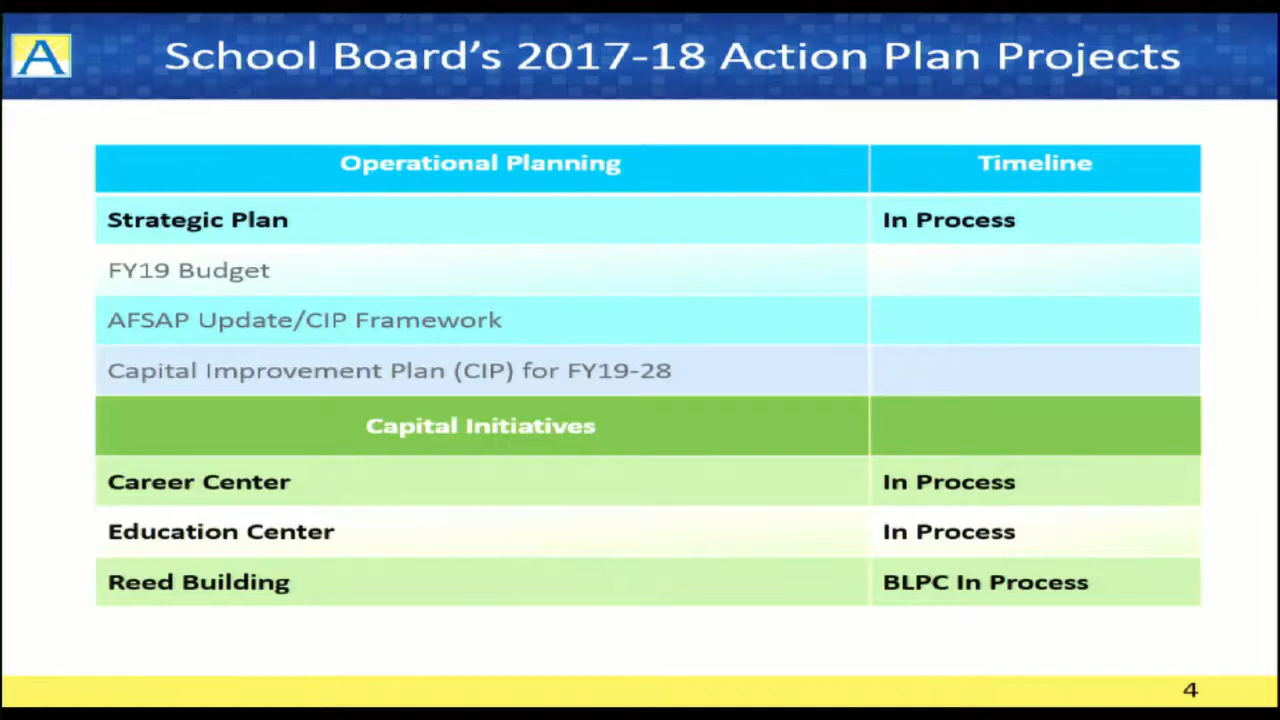 A
School Board's 2017-18 Action Plan Projects
Operational Planning Timeline
Strategic Plan In Process
FY19 Budget
AFSAP Update/CIP Framework
Capital Improvement Plan (CIP) for FY19-28
Capital Initiatives
Career Center In Process
Education Center In Process
Reed Building BLPC In Process
4